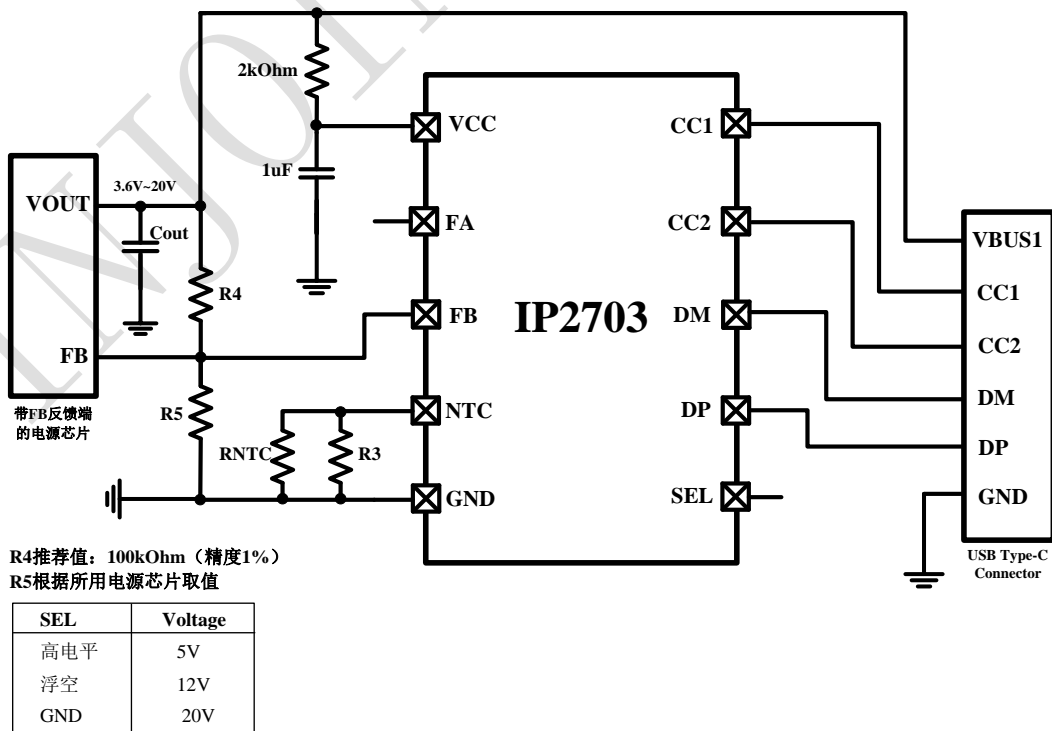 2kOhm
VCC
1uF
FA
FB
NTC
GND
IP2703
CC1
CC2
DM
DP
SEL
3.6V~20V
VOUT
Cout
R4
FB
R5
RNTC
R3
带FB反馈端
的电源芯片
VBUS1
CC1
CC2
DM
DP
GND
USB Type-C
Connector
R4推荐值：100kOhm（精度1%）
R5根据所用电源芯片取值
SEL Voltage
高电平 5V
浮空 12V
GND 20V